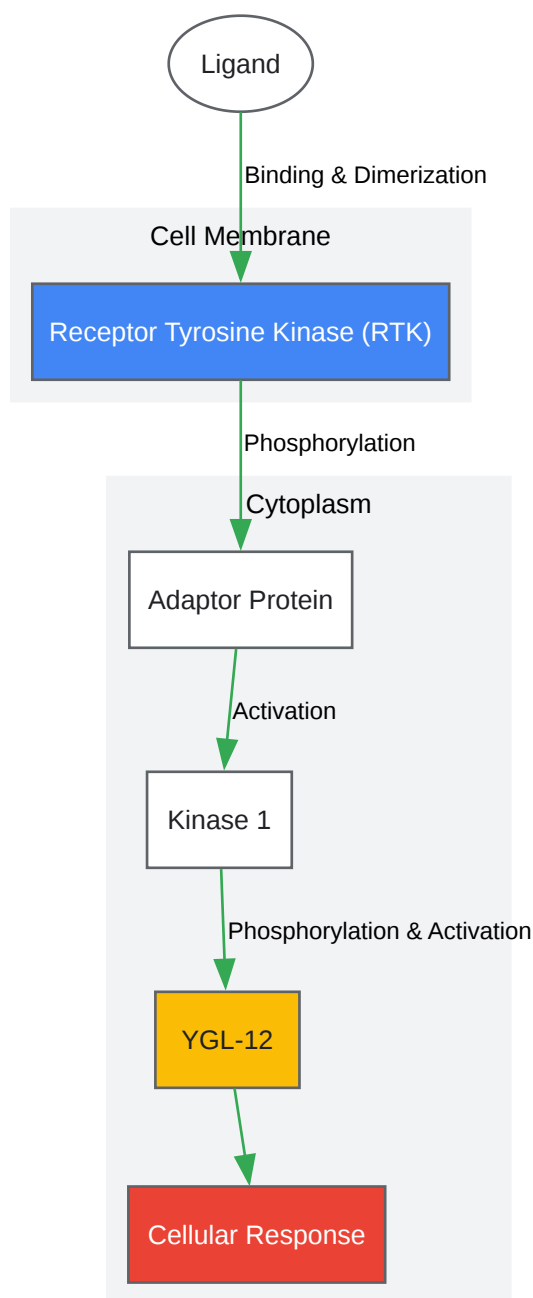 Ligand
Binding & Dimerization
Cell Membrane
Receptor Tyrosine Kinase (RTK)
Phosphorylation
Cytoplasm
Adaptor Protein
Activation
Kinase 1
Phosphorylation & Activation
YGL-12
Cellular Response